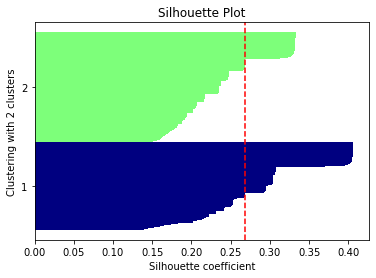 Silhouette Plot
Clustering with 2 clusters
2
1
0.00 0.05 0.10 0.15 0.20 0.25 0.30 0.35 0.40
Silhouette coefficient